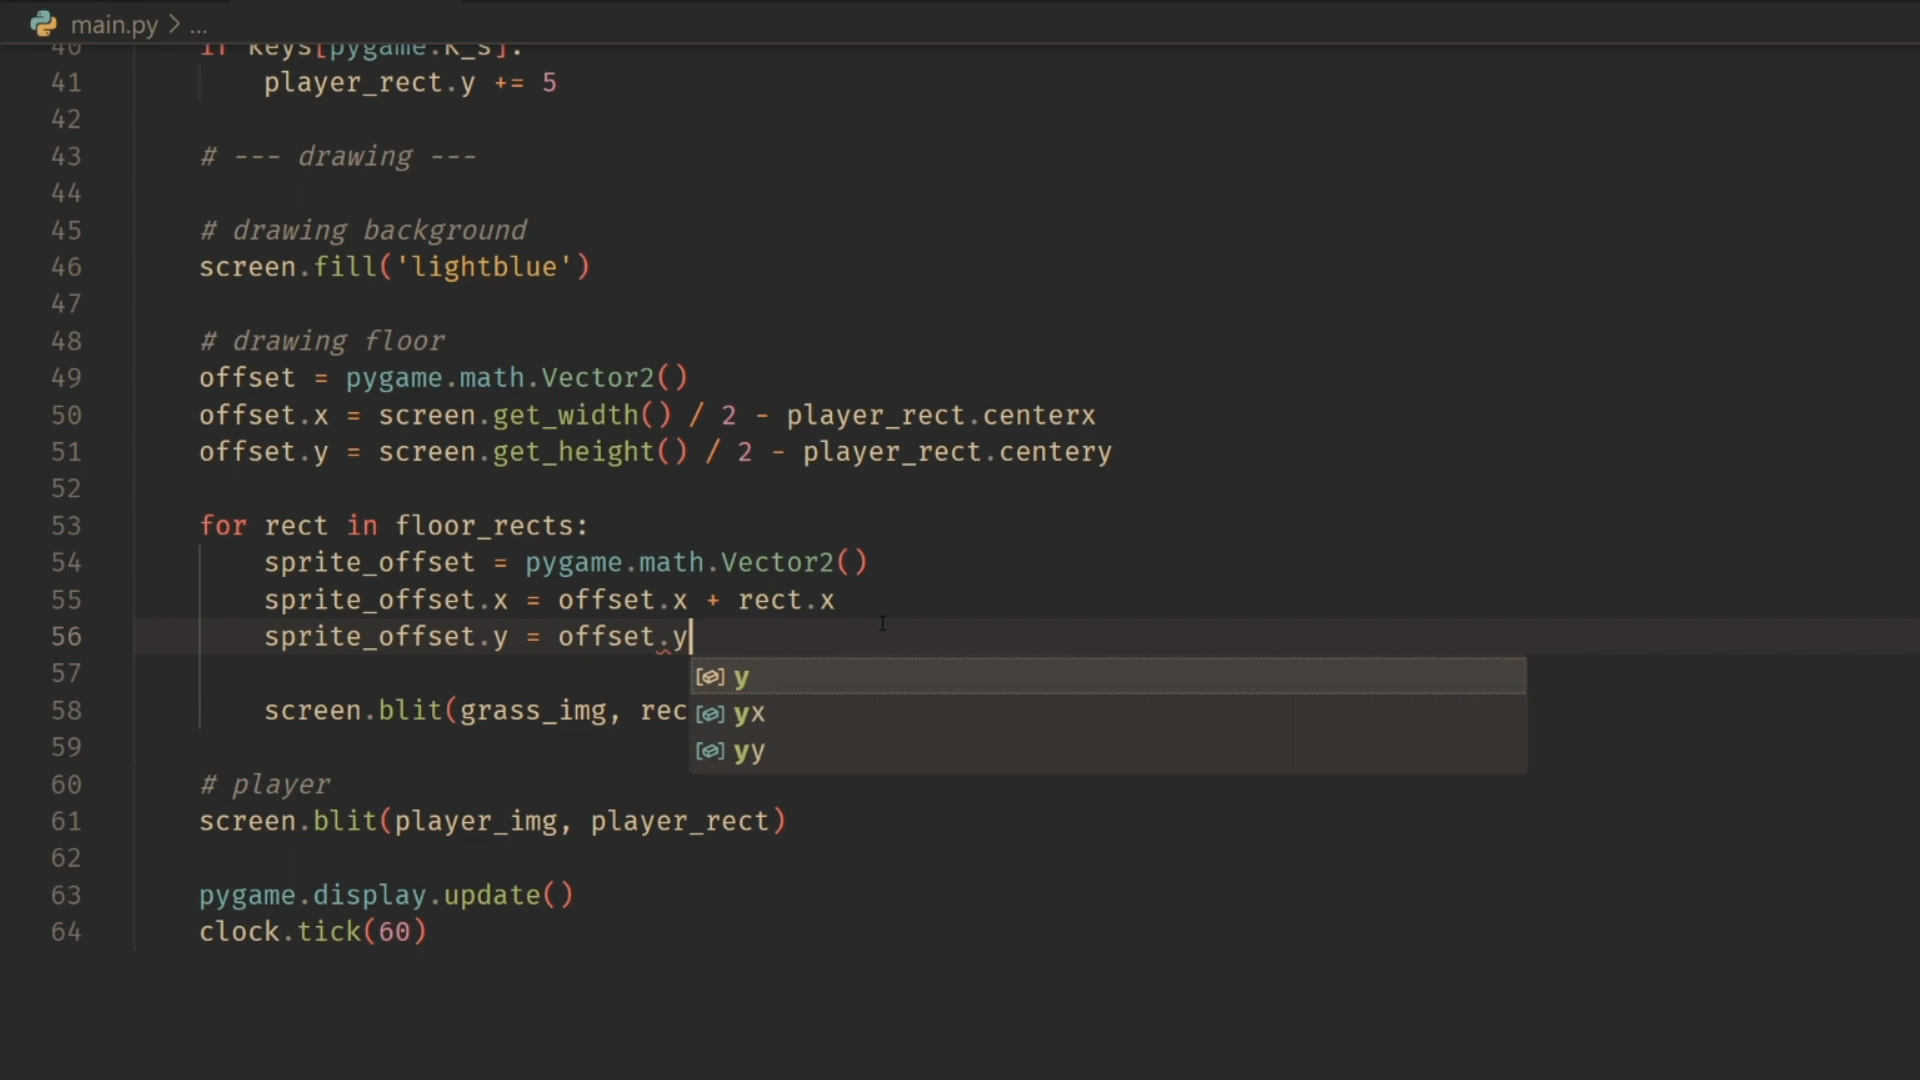 main.py > ...
40 if keys[pygame.K_s]:
41 player_rect.y += 5
42
43 # --- drawing ---
44
45 # drawing background
46 screen.fill('lightblue')
47
48 # drawing floor
49 offset = pygame.math.Vector2()
50 offset.x = screen.get_width() / 2 - player_rect.centerx
51 offset.y = screen.get_height() / 2 - player_rect.centery
52
53 for rect in floor_rects:
54 sprite_offset = pygame.math.Vector2()
55 sprite_offset.x = offset.x + rect.x
56 sprite_offset.y = offset.y
57 y
yx
58 screen.blit(grass_img, rec
yy
59
60 # player
61 screen.blit(player_img, player_rect)
62
63 pygame.display.update()
64 clock.tick(60)